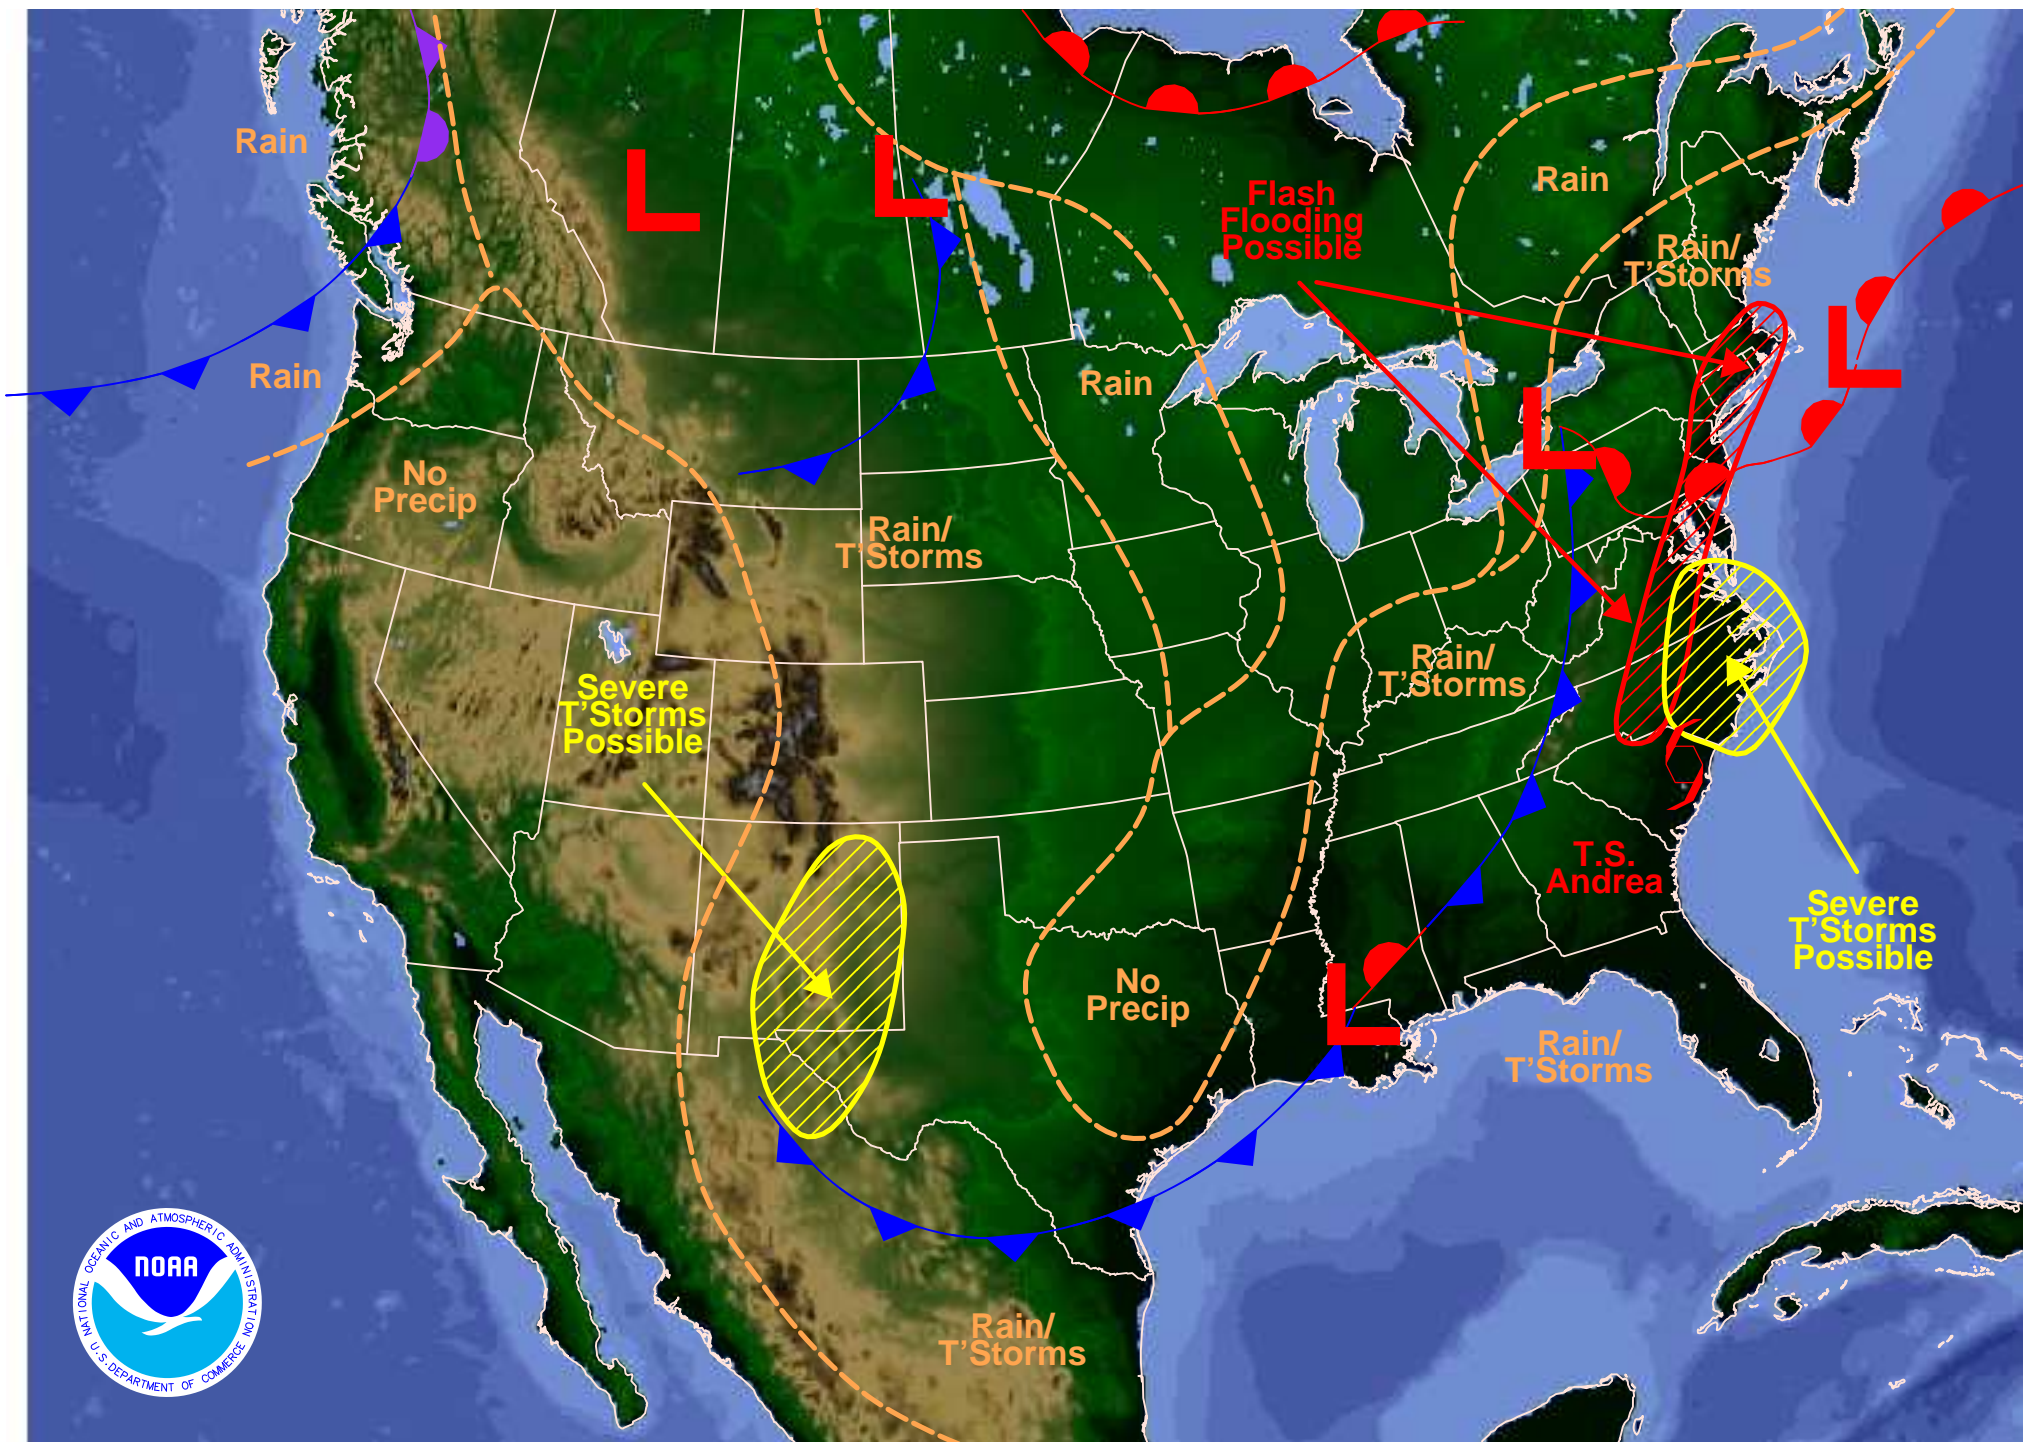 Rain
Flash
Flooding
Possible
Rain
Rain/
T'Storms
Rain
Rain
No
Precip
Rain/
T'Storms
Rain/
T'Storms
Severe
T'Storms
Possible
T.S.
Andrea
Severe
T'Storms
Possible
No
Precip
Rain/
T'Storms
Rain/
T'Storms
L
L
L
L
L
NATIONAL OCEANIC AND ATMOSPHERIC ADMINISTRATION
NOAA
U.S. DEPARTMENT OF COMMERCE